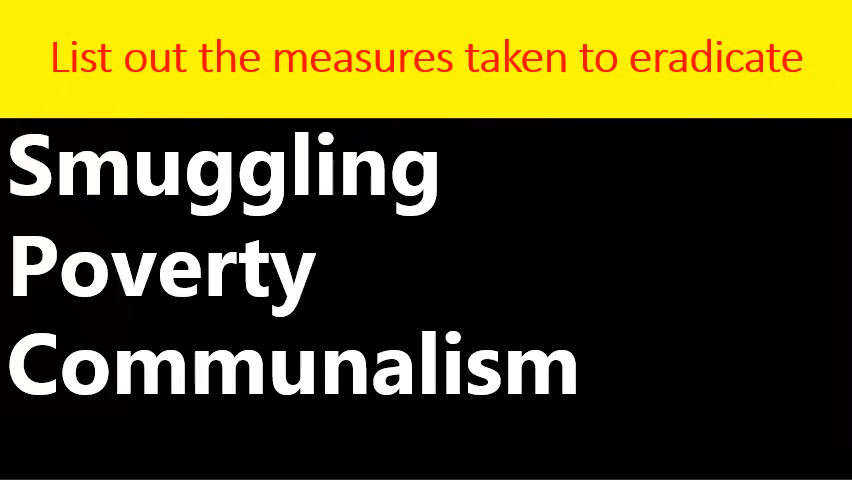 List out the measures taken to eradicate
Smuggling
Poverty
Communalism